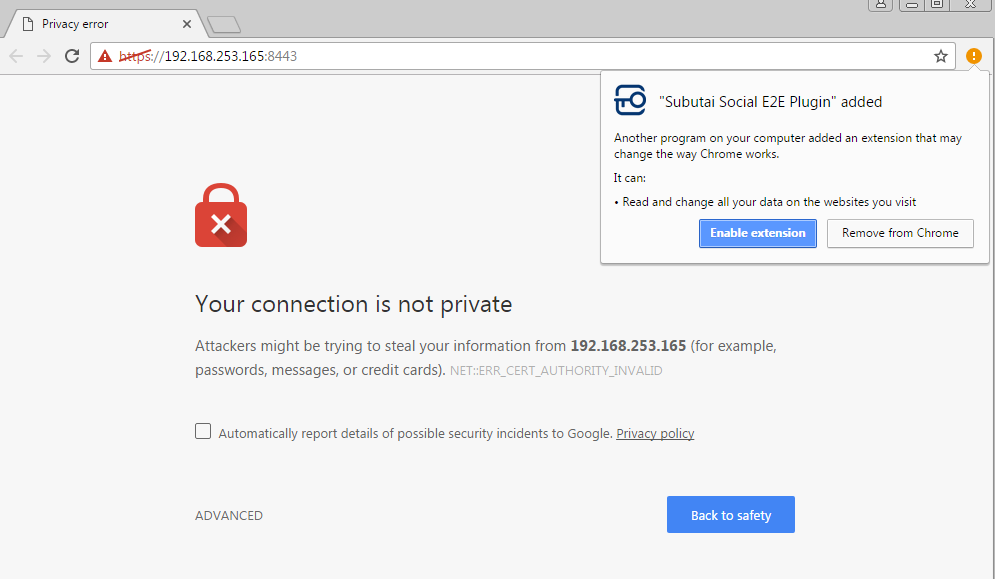 Privacy error
https://192.168.253.165:8443
"Subutai Social E2E Plugin" added
Another program on your computer added an extension that may
change the way Chrome works.
It can:
• Read and change all your data on the websites you visit
Enable extension
Remove from Chrome
Your connection is not private
Attackers might be trying to steal your information from 192.168.253.165 (for example,
passwords, messages, or credit cards). NET::ERR_CERT_AUTHORITY_INVALID
Automatically report details of possible security incidents to Google. Privacy policy
ADVANCED
Back to safety